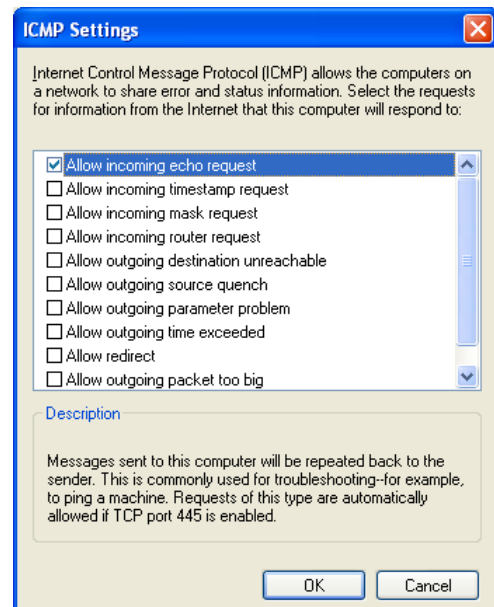 ICMP Settings
Internet Control Message Protocol (ICMP) allows the computers on
a network to share error and status information. Select the requests
for information from the Internet that this computer will respond to:
Allow incoming echo request
Allow incoming timestamp request
Allow incoming mask request
Allow incoming router request
Allow outgoing destination unreachable
Allow outgoing source quench
Allow outgoing parameter problem
Allow outgoing time exceeded
Allow redirect
Allow outgoing packet too big
Description
Messages sent to this computer will be repeated back to the
sender. This is commonly used for troubleshooting--for example,
to ping a machine. Requests of this type are automatically
allowed if TCP port 445 is enabled.
OK
Cancel